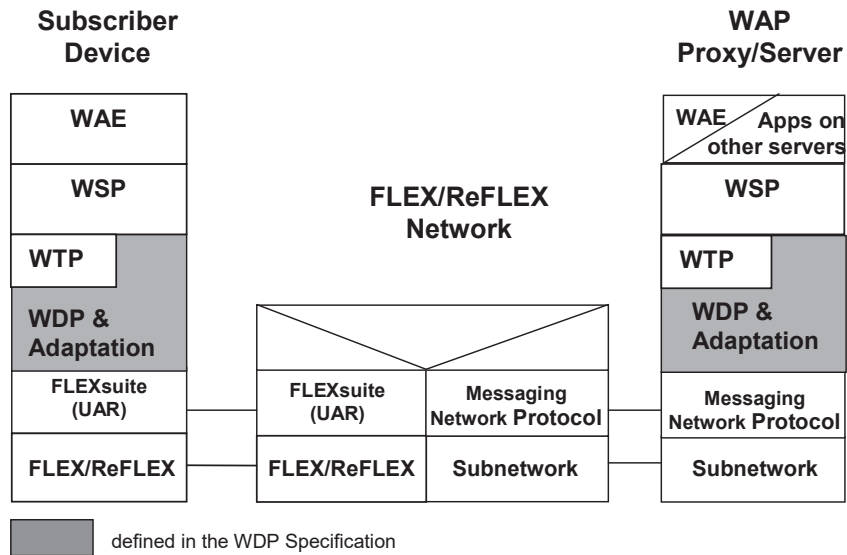 Subscriber
Device
WAE
WSP
WTP
WDP &
Adaptation
FLEXsuite
(UAR)
FLEX/ReFLEX
FLEX/ReFLEX
Network
FLEXsuite
(UAR)
Messaging
Network Protocol
FLEX/ReFLEX
Subnetwork
WAP
Proxy/Server
WAE
Apps on
other servers
WSP
WTP
WDP &
Adaptation
Messaging
Network Protocol
Subnetwork
defined in the WDP Specification